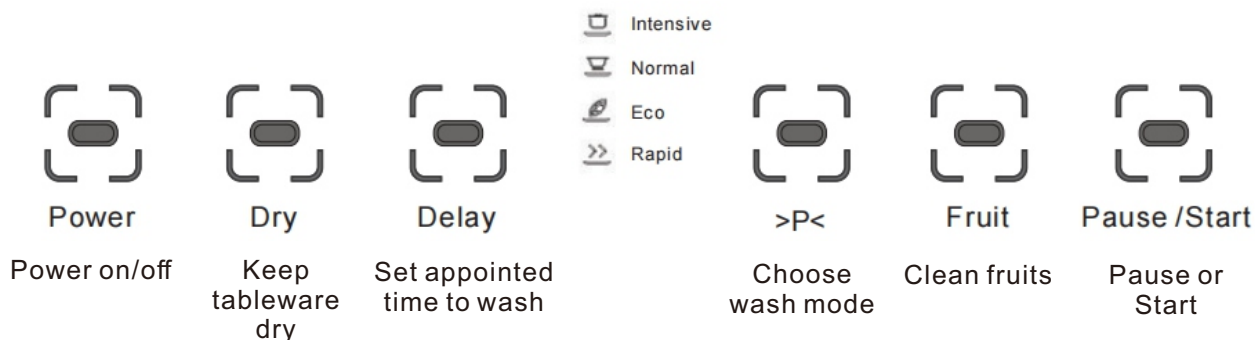 Intensive
Normal
Eco
Rapid
Power
Dry
Delay
>P<
Fruit
Pause /Start
Power on/off
Keep
tableware
dry
Set appointed
time to wash
Choose
wash mode
Clean fruits
Pause or
Start